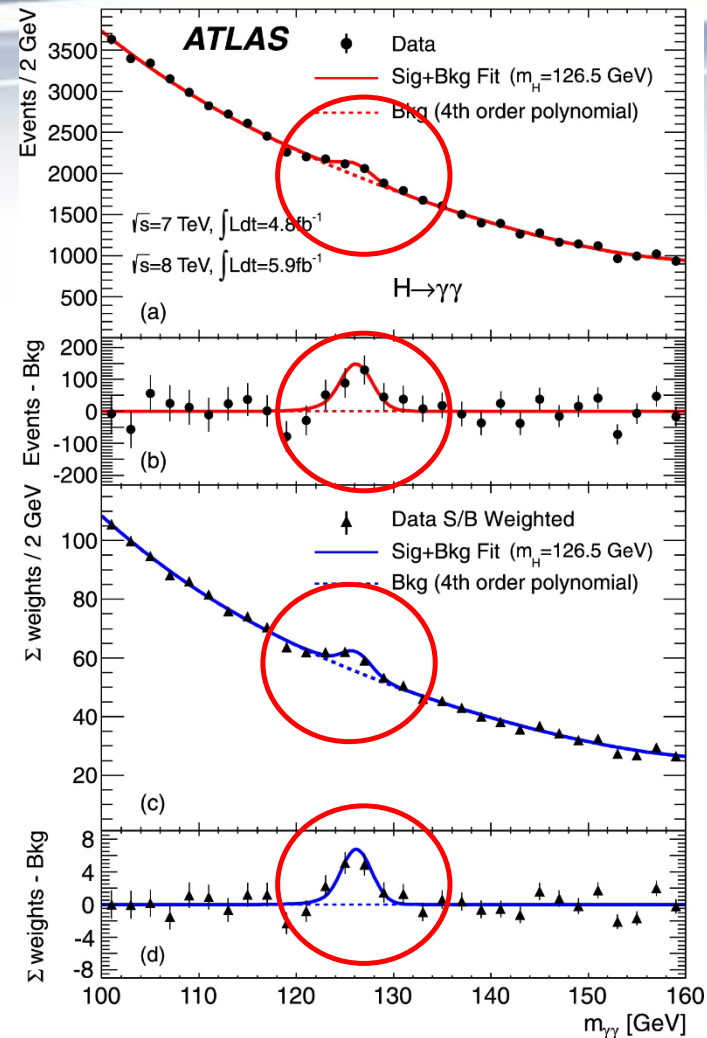 ATLAS
Data
Sig+Bkg Fit (m_H=126.5 GeV)
Bkg (4th order polynomial)
Events / 2 GeV
3500
3000
2500
2000
1500
1000
500
√s=7 TeV, ∫Ldt=4.8fb⁻¹
√s=8 TeV, ∫Ldt=5.9fb⁻¹
H→γγ
(a)
Events - Bkg
200
100
0
-100
-200
(b)
Σ weights / 2 GeV
100
80
60
40
20
Data S/B Weighted
Sig+Bkg Fit (m_H=126.5 GeV)
Bkg (4th order polynomial)
(c)
Σ weights - Bkg
8
4
0
-4
-8
(d)
100 110 120 130 140 150 160
m_γγ [GeV]